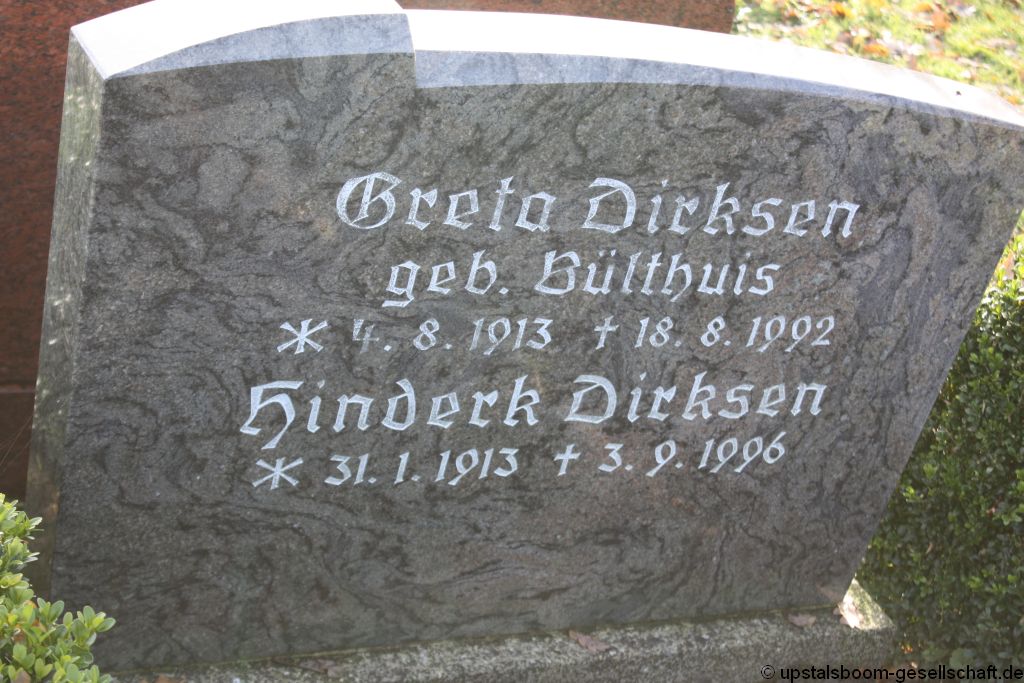 Greta Dirksen
geb. Bülthuis
* 4. 8. 1913 † 18. 8. 1992
Hinderk Dirksen
* 31. 1. 1913 † 3. 9. 1996
© upstalsboom-gesellschaft.de